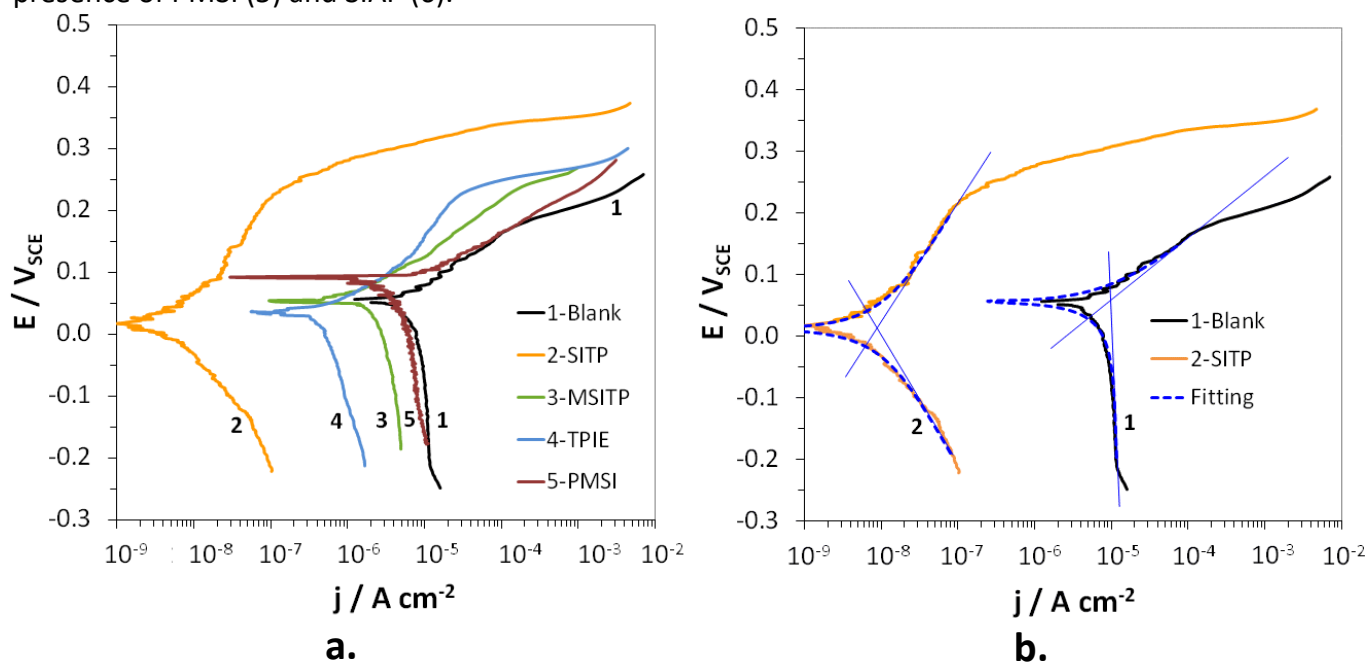 presence of PMSI (5) and SiAP (6).
0.5
0.4
0.3
0.2
0.1
0.0
-0.1
-0.2
-0.3
E / V_SCE
10⁻⁹ 10⁻⁸ 10⁻⁷ 10⁻⁶ 10⁻⁵ 10⁻⁴ 10⁻³ 10⁻²
j / A cm⁻²
1
2
4
3
5
1
1-Blank
2-SITP
3-MSITP
4-TPIE
5-PMSI
a.
0.5
0.4
0.3
0.2
0.1
0.0
-0.1
-0.2
-0.3
E / V_SCE
10⁻⁹ 10⁻⁸ 10⁻⁷ 10⁻⁶ 10⁻⁵ 10⁻⁴ 10⁻³ 10⁻²
j / A cm⁻²
2
1
1-Blank
2-SITP
Fitting
b.